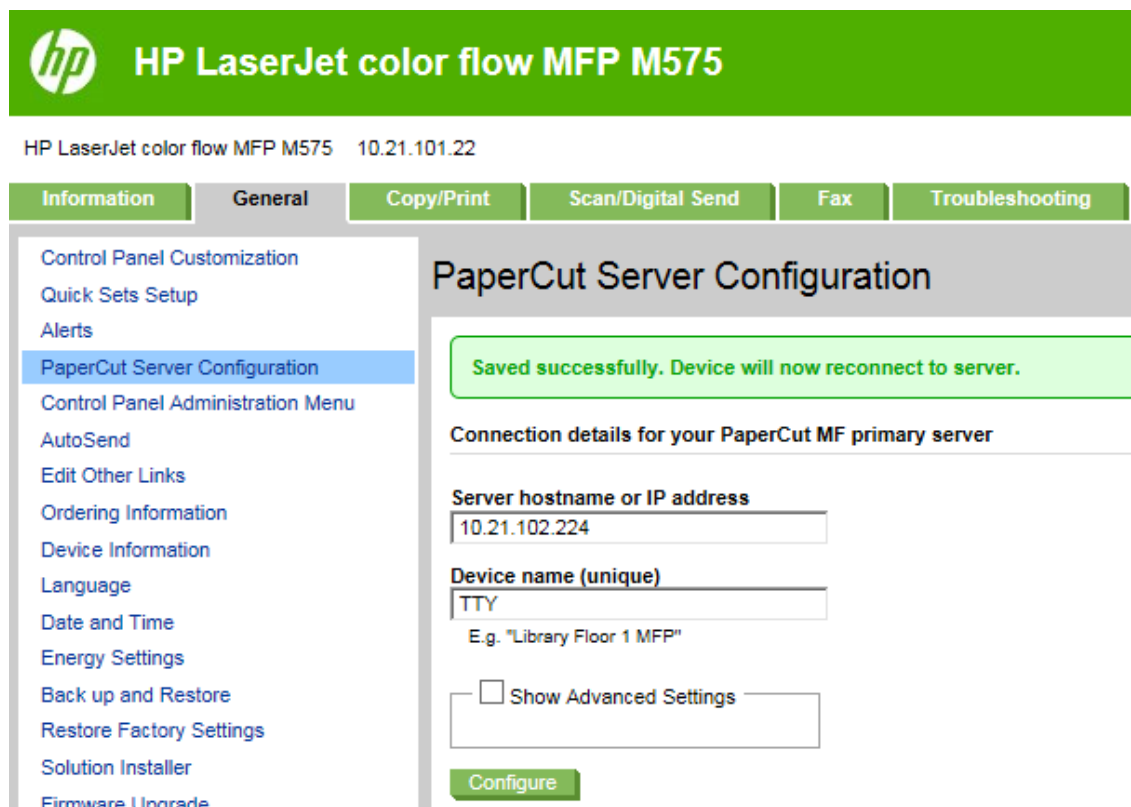 hp HP LaserJet color flow MFP M575
HP LaserJet color flow MFP M575 10.21.101.22
Information General Copy/Print Scan/Digital Send Fax Troubleshooting
Control Panel Customization
Quick Sets Setup
Alerts
PaperCut Server Configuration
Control Panel Administration Menu
AutoSend
Edit Other Links
Ordering Information
Device Information
Language
Date and Time
Energy Settings
Back up and Restore
Restore Factory Settings
Solution Installer
Firmware Upgrade
PaperCut Server Configuration
Saved successfully. Device will now reconnect to server.
Connection details for your PaperCut MF primary server
Server hostname or IP address
10.21.102.224
Device name (unique)
TTY
E.g. "Library Floor 1 MFP"
Show Advanced Settings
Configure